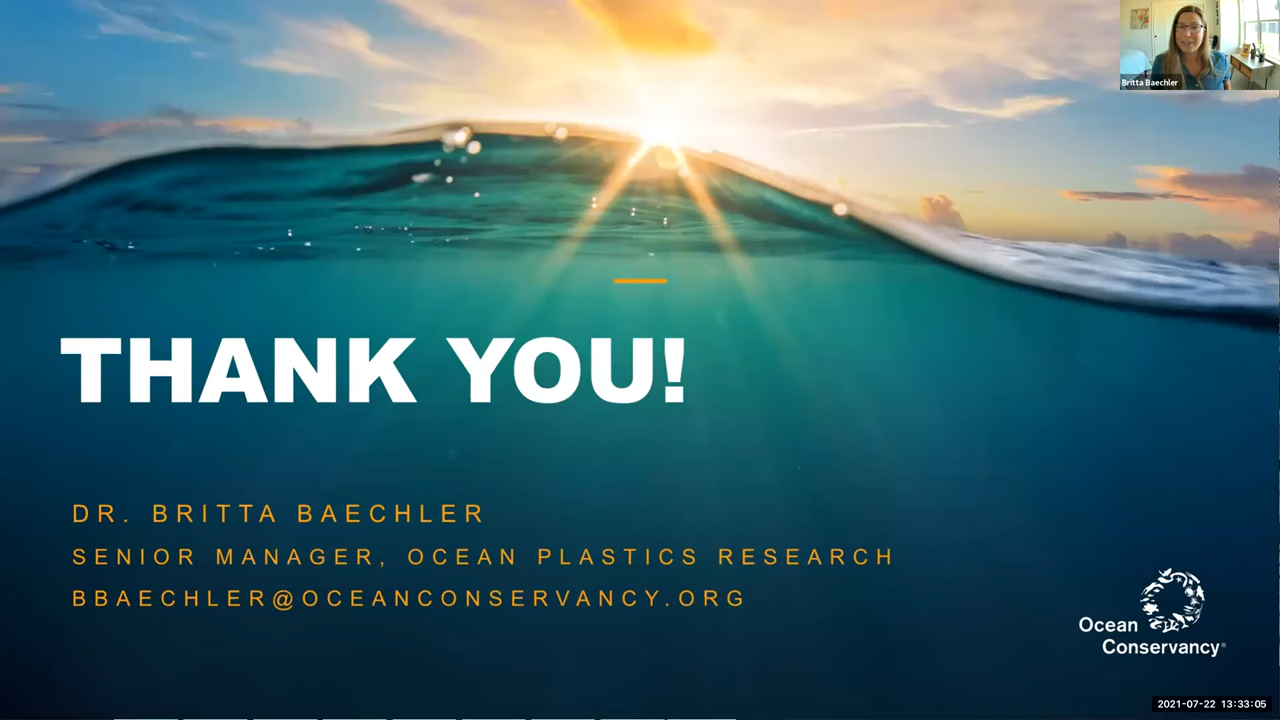 Britta Baechler
THANK YOU!
DR. BRITTA BAECHLER
SENIOR MANAGER, OCEAN PLASTICS RESEARCH
BBAECHLER@OCEANCONSERVANCY.ORG
Ocean
Conservancy®
2021-07-22 13:33:05